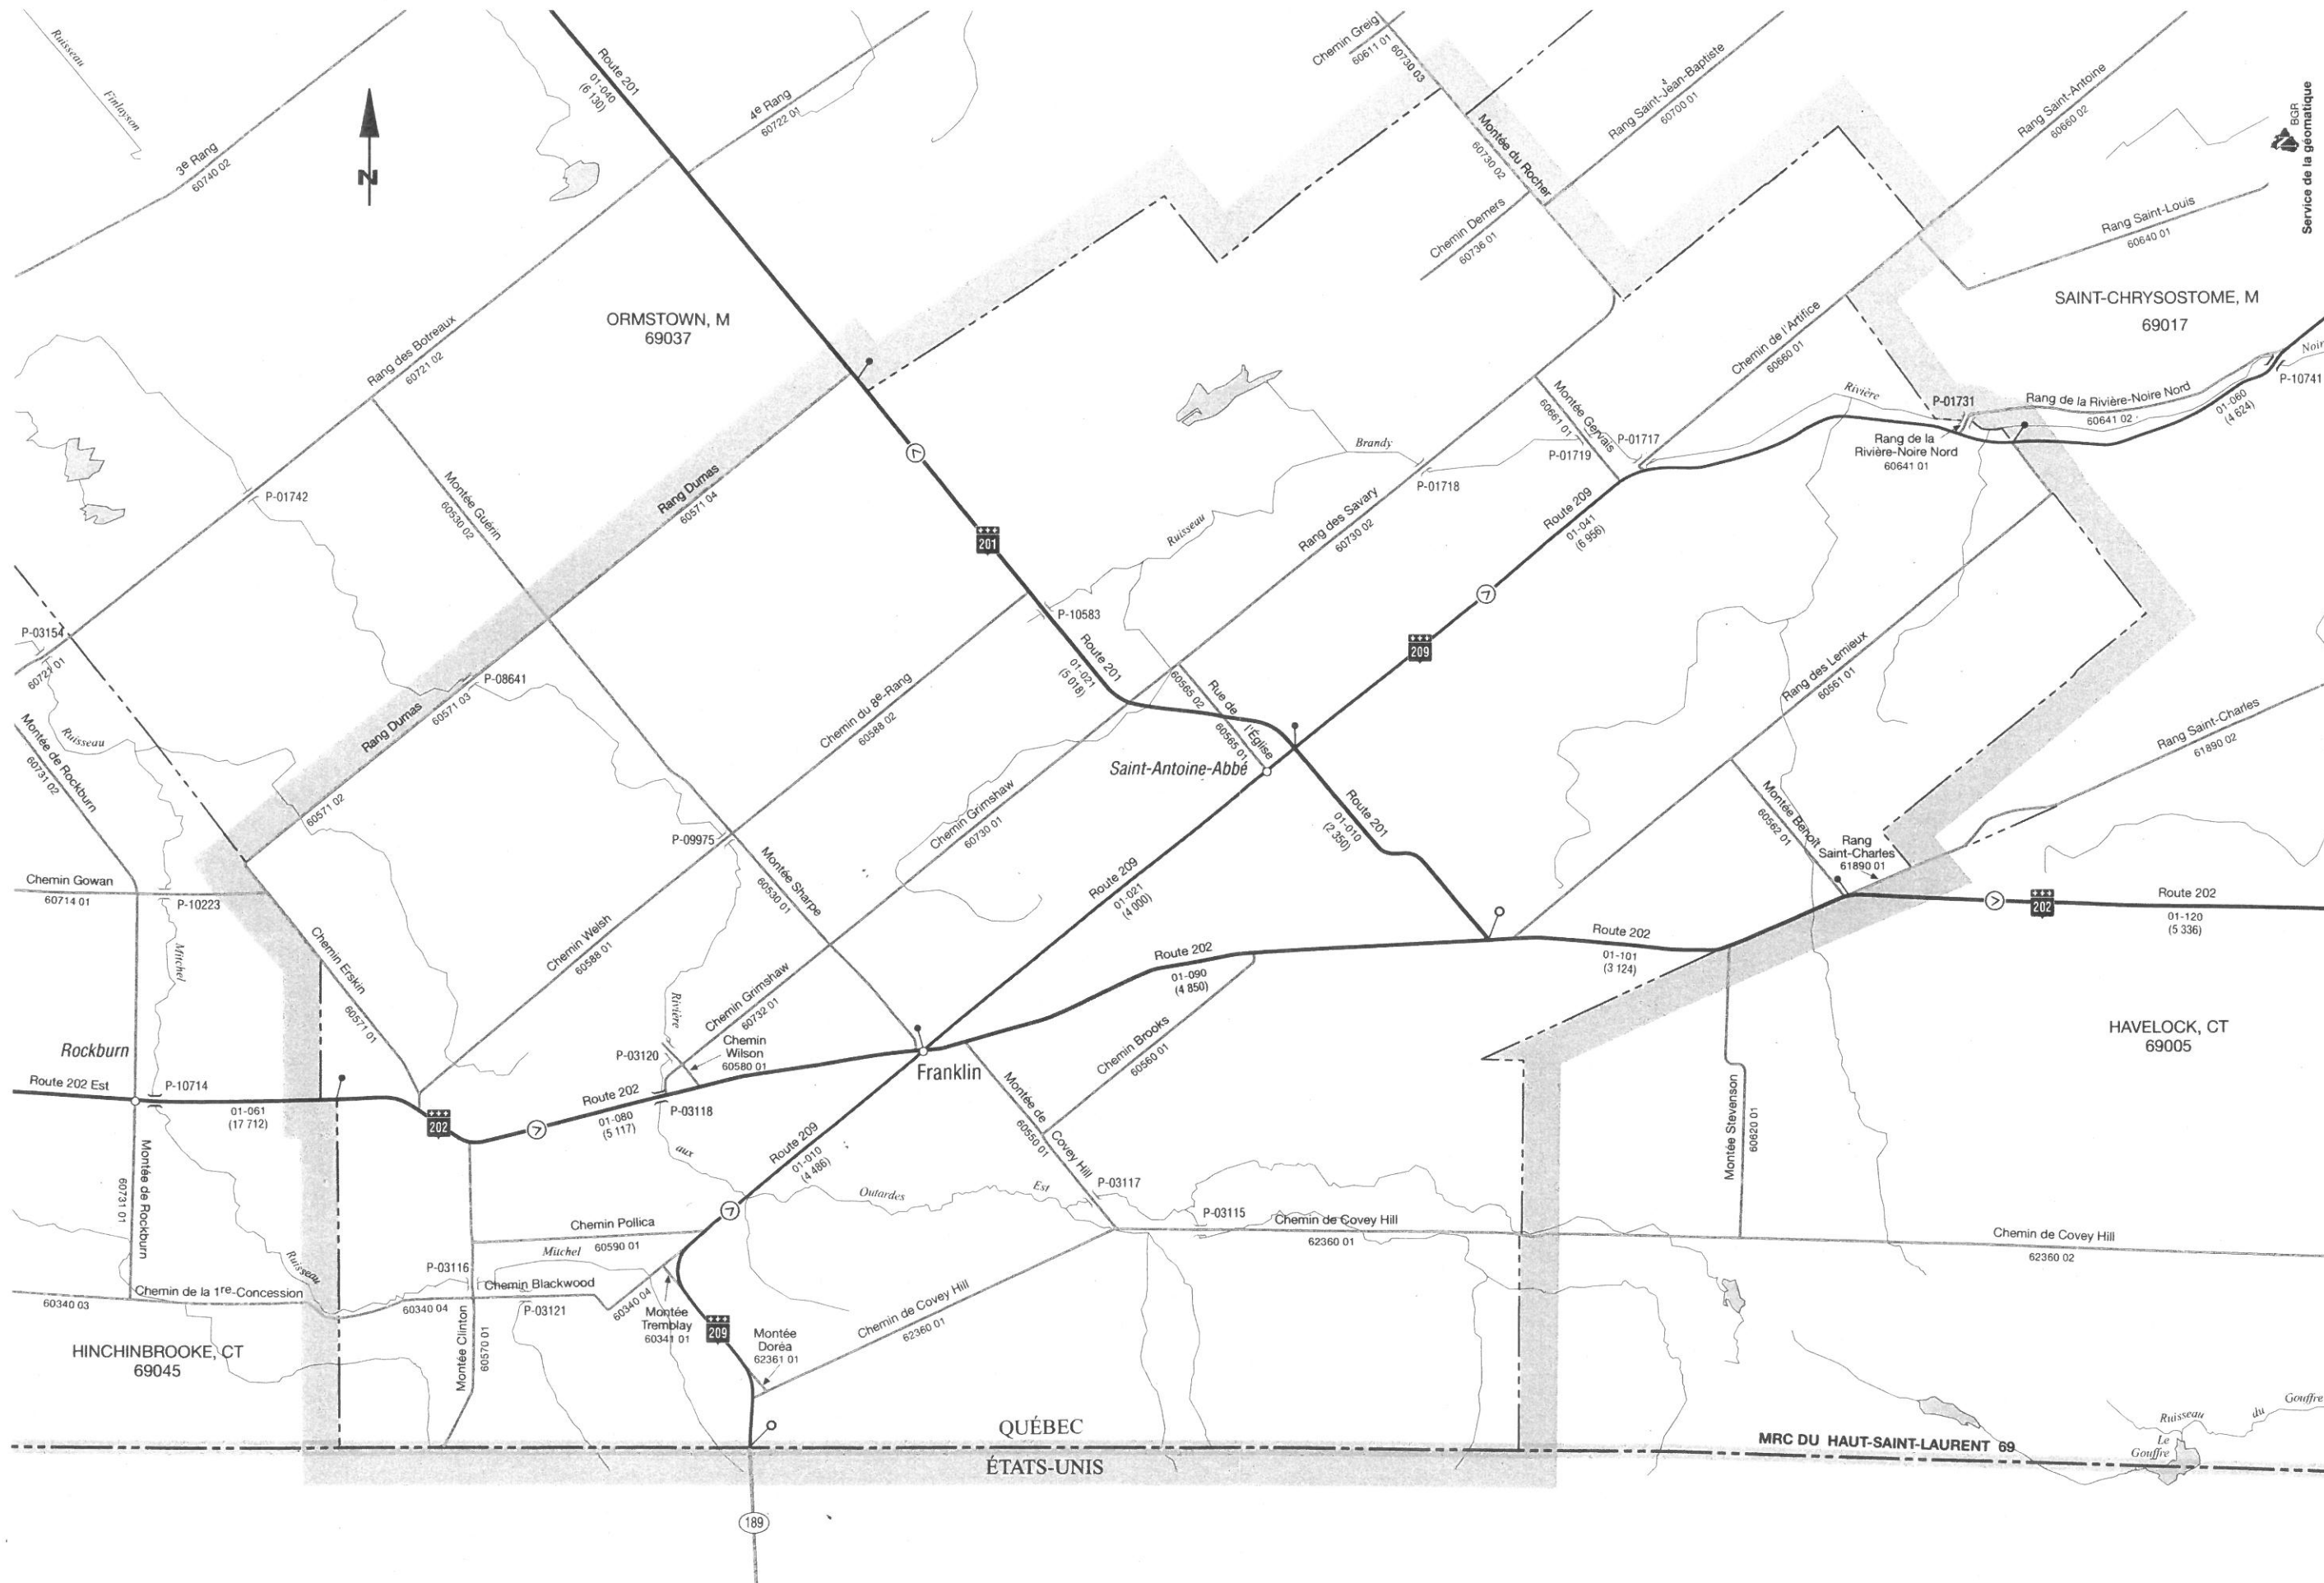 Ruisseau
Finlayson
3e Rang
60740 02
N
Route 201
01-040
(6 130)
4e Rang
60722 01
Chemin Greig
60611 01
60730 03
Montée du Rocher
60730 02
Rang Saint-Jean-Baptiste
60700 01
Rang Saint-Antoine
60660 02
BGR
Service de la géomatique
Chemin Demers
60736 01
Rang Saint-Louis
60640 01
ORMSTOWN, M
69037
SAINT-CHRYSOSTOME, M
69017
Rang des Botreaux
60721 02
Chemin de l'Artifice
60660 01
Rivière
Noir
P-10741
P-01731
Rang de la Rivière-Noire Nord
60641 02
01-060
(4 624)
Rang de la
Rivière-Noire Nord
60641 01
Montée Gervais
60661 01
P-01717
P-01719
Brandy
P-01718
P-01742
Montée Guérin
60530 02
Rang Dumas
60571 04
201
Ruisseau
Rang des Savary
60730 02
Route 209
01-041
(6 956)
P-03154
60721 01
P-08641
Rang Dumas
60571 03
P-10583
Route 201
01-021
(5 018)
209
Rang des Lemieux
60561 01
Montée de Rockburn
60731 02
Ruisseau
60571 02
Chemin du 8e-Rang
60588 02
60565 02
Rue de
l'Église
60565 01
Saint-Antoine-Abbé
Rang Saint-Charles
61890 02
Route 201
01-010
(2 350)
Montée Benoît
60562 01
Rang
Saint-Charles
61890 01
P-09975
Chemin Grimshaw
60730 01
Montée Sharpe
60530 01
Route 209
01-021
(4 000)
Chemin Gowan
60714 01
P-10223
Mitchel
Chemin Erskin
60571 01
Chemin Welsh
60588 01
202
Route 202
01-120
(5 336)
Route 202
01-090
(4 850)
Route 202
01-101
(3 124)
Rivière
Chemin Grimshaw
60732 01
Chemin
Wilson
60580 01
P-03120
Rockburn
Route 202 Est
P-10714
01-061
(17 712)
202
Route 202
01-080
(5 117)
P-03118
Franklin
Chemin Brooks
60560 01
HAVELOCK, CT
69005
Montée de
Covey Hill
60550 01
Montée Stevenson
60620 01
aux
Route 209
01-010
(4 486)
Outardes
Est
P-03117
P-03115
Montée de Rockburn
60731 01
Chemin Pollica
60590 01
Chemin de Covey Hill
62360 01
Chemin de Covey Hill
62360 02
Ruisseau
Mitchel
P-03116
Chemin Blackwood
Chemin de la 1re-Concession
60340 03
60340 04
P-03121
60340 04
Montée
Tremblay
60341 01
Chemin de Covey Hill
62360 01
209
Montée
Doréa
62361 01
Montée Clinton
60570 01
HINCHINBROOKE, CT
69045
QUÉBEC
ÉTATS-UNIS
MRC DU HAUT-SAINT-LAURENT 69
Ruisseau
du
Gouffre
Le
Gouffre
189